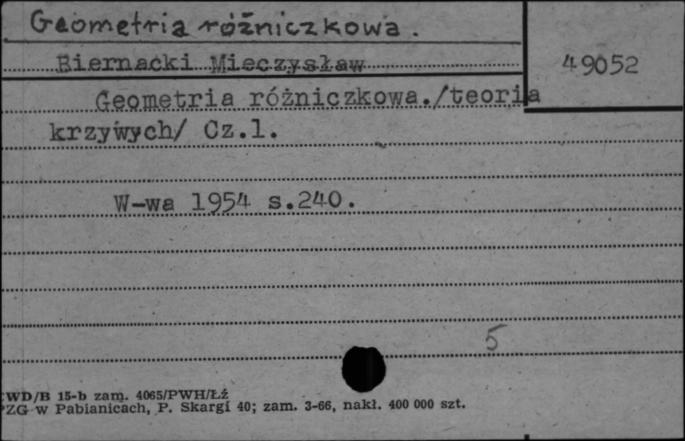 Geometria różniczkowa.
Biernacki Mieczysław
49052
Geometria różniczkowa./teoria
krzywych/ Cz.1.
W-wa 1954 s.240.
5
WD/B 15-b zam. 4065/PWH/Łź
PZG w Pabianicach, P. Skargi 40; zam. 3-66, nakł. 400 000 szt.